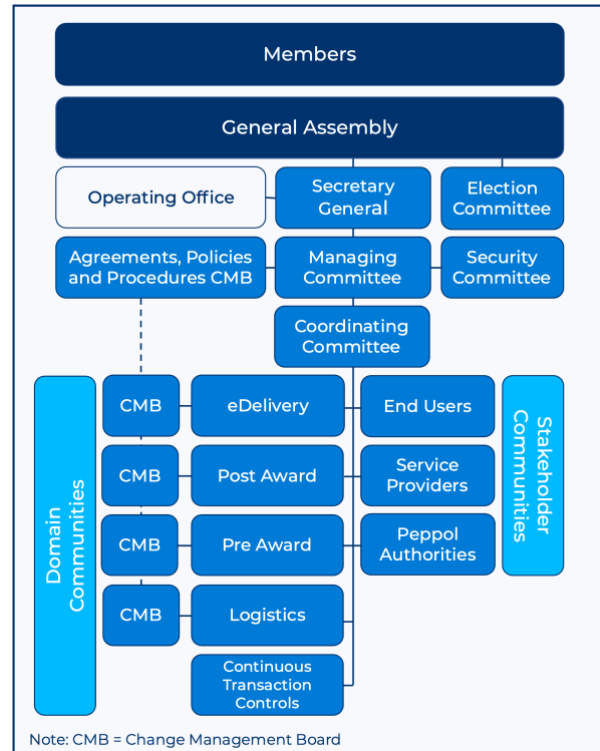 Members
General Assembly
Operating Office
Secretary
General
Election
Committee
Agreements, Policies
and Procedures CMB
Managing
Committee
Security
Committee
Coordinating
Committee
Domain
Communities
CMB
eDelivery
End Users
Stakeholder
Communities
CMB
Post Award
Service
Providers
CMB
Pre Award
Peppol
Authorities
CMB
Logistics
Continuous
Transaction
Controls
Note: CMB = Change Management Board